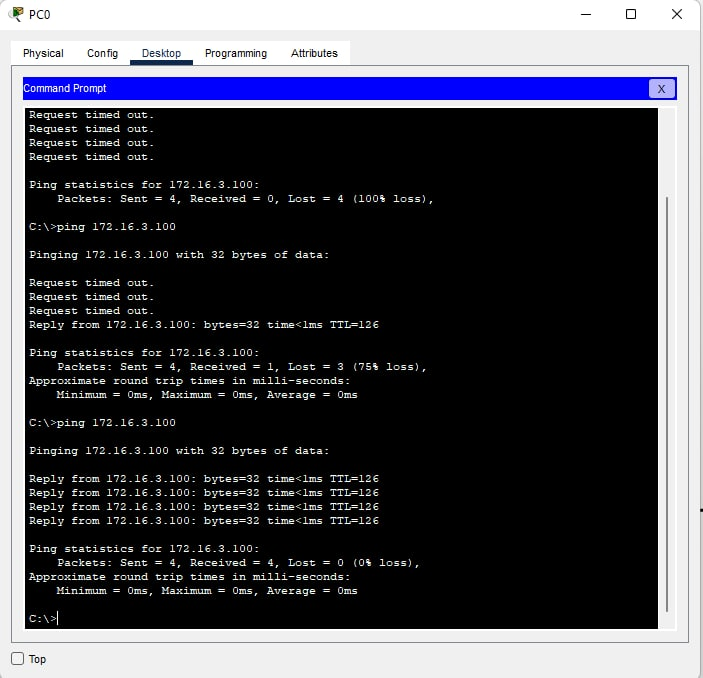 PC0
Physical Config Desktop Programming Attributes
Command Prompt X
Request timed out.
Request timed out.
Request timed out.
Request timed out.
Ping statistics for 172.16.3.100:
Packets: Sent = 4, Received = 0, Lost = 4 (100% loss),
C:\>ping 172.16.3.100
Pinging 172.16.3.100 with 32 bytes of data:
Request timed out.
Request timed out.
Request timed out.
Reply from 172.16.3.100: bytes=32 time<1ms TTL=126
Ping statistics for 172.16.3.100:
Packets: Sent = 4, Received = 1, Lost = 3 (75% loss),
Approximate round trip times in milli-seconds:
Minimum = 0ms, Maximum = 0ms, Average = 0ms
C:\>ping 172.16.3.100
Pinging 172.16.3.100 with 32 bytes of data:
Reply from 172.16.3.100: bytes=32 time<1ms TTL=126
Reply from 172.16.3.100: bytes=32 time<1ms TTL=126
Reply from 172.16.3.100: bytes=32 time<1ms TTL=126
Reply from 172.16.3.100: bytes=32 time<1ms TTL=126
Ping statistics for 172.16.3.100:
Packets: Sent = 4, Received = 4, Lost = 0 (0% loss),
Approximate round trip times in milli-seconds:
Minimum = 0ms, Maximum = 0ms, Average = 0ms
C:\>
Top